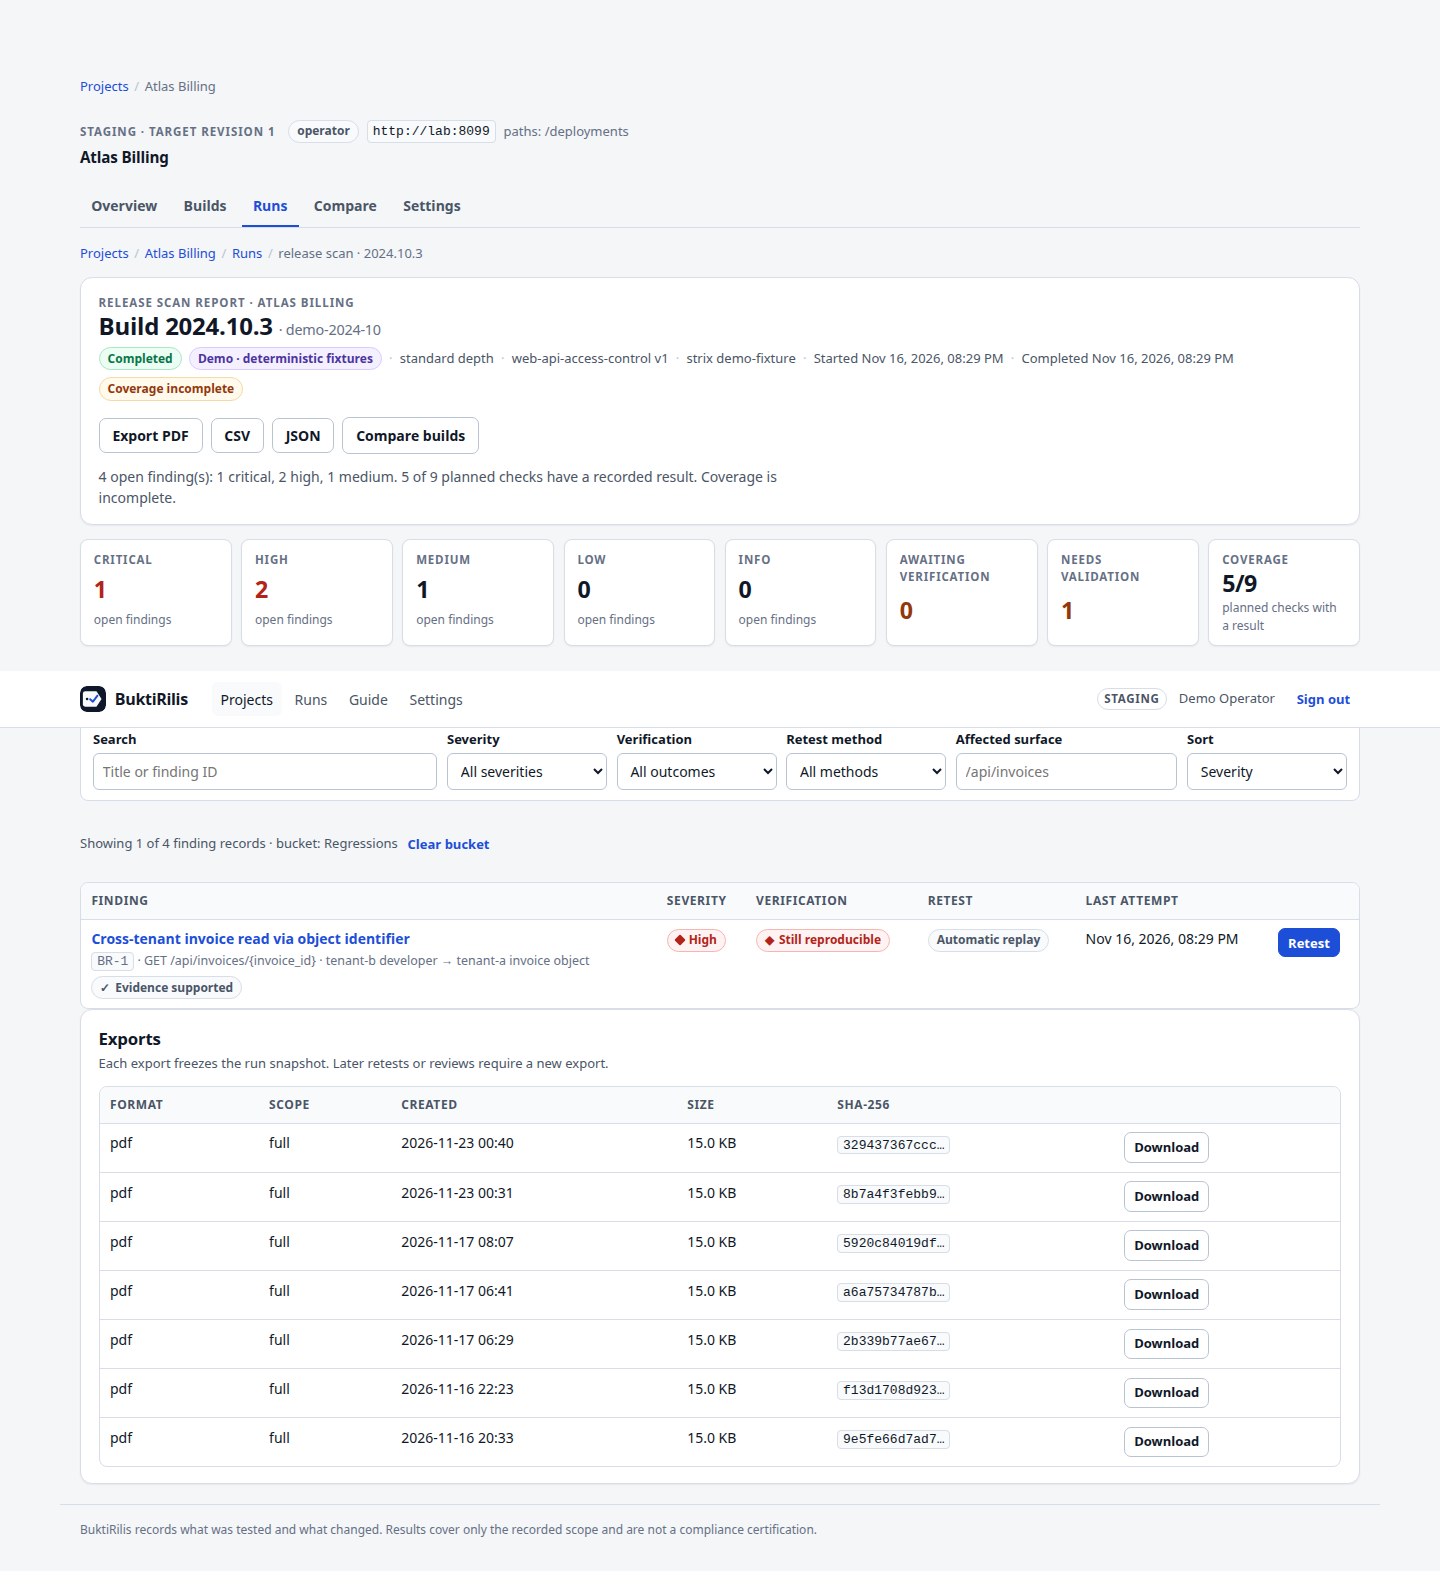 Projects / Atlas Billing
STAGING · TARGET REVISION 1 operator http://lab:8099 paths: /deployments
Atlas Billing
Overview Builds Runs Compare Settings
Projects / Atlas Billing / Runs / release scan · 2024.10.3
RELEASE SCAN REPORT · ATLAS BILLING
Build 2024.10.3 · demo-2024-10
Completed Demo · deterministic fixtures · standard depth · web-api-access-control v1 · strix demo-fixture · Started Nov 16, 2026, 08:29 PM · Completed Nov 16, 2026, 08:29 PM
Coverage incomplete
Export PDF CSV JSON Compare builds
4 open finding(s): 1 critical, 2 high, 1 medium. 5 of 9 planned checks have a recorded result. Coverage is
incomplete.
CRITICAL
1
open findings
HIGH
2
open findings
MEDIUM
1
open findings
LOW
0
open findings
INFO
0
open findings
AWAITING
VERIFICATION
0
NEEDS
VALIDATION
1
COVERAGE
5/9
planned checks with
a result
BuktiRilis Projects Runs Guide Settings STAGING Demo Operator Sign out
Search Severity Verification Retest method Affected surface Sort
Title or finding ID All severities All outcomes All methods /api/invoices Severity
Showing 1 of 4 finding records · bucket: Regressions Clear bucket
FINDING SEVERITY VERIFICATION RETEST LAST ATTEMPT
Cross-tenant invoice read via object identifier High Still reproducible Automatic replay Nov 16, 2026, 08:29 PM Retest
BR-1 · GET /api/invoices/{invoice_id} · tenant-b developer → tenant-a invoice object
✓ Evidence supported
Exports
Each export freezes the run snapshot. Later retests or reviews require a new export.
FORMAT SCOPE CREATED SIZE SHA-256
pdf full 2026-11-23 00:40 15.0 KB 329437367ccc… Download
pdf full 2026-11-23 00:31 15.0 KB 8b7a4f3febb9… Download
pdf full 2026-11-17 08:07 15.0 KB 5920c84019df… Download
pdf full 2026-11-17 06:41 15.0 KB a6a75734787b… Download
pdf full 2026-11-17 06:29 15.0 KB 2b339b77ae67… Download
pdf full 2026-11-16 22:23 15.0 KB f13d1708d923… Download
pdf full 2026-11-16 20:33 15.0 KB 9e5fe66d7ad7… Download
BuktiRilis records what was tested and what changed. Results cover only the recorded scope and are not a compliance certification.